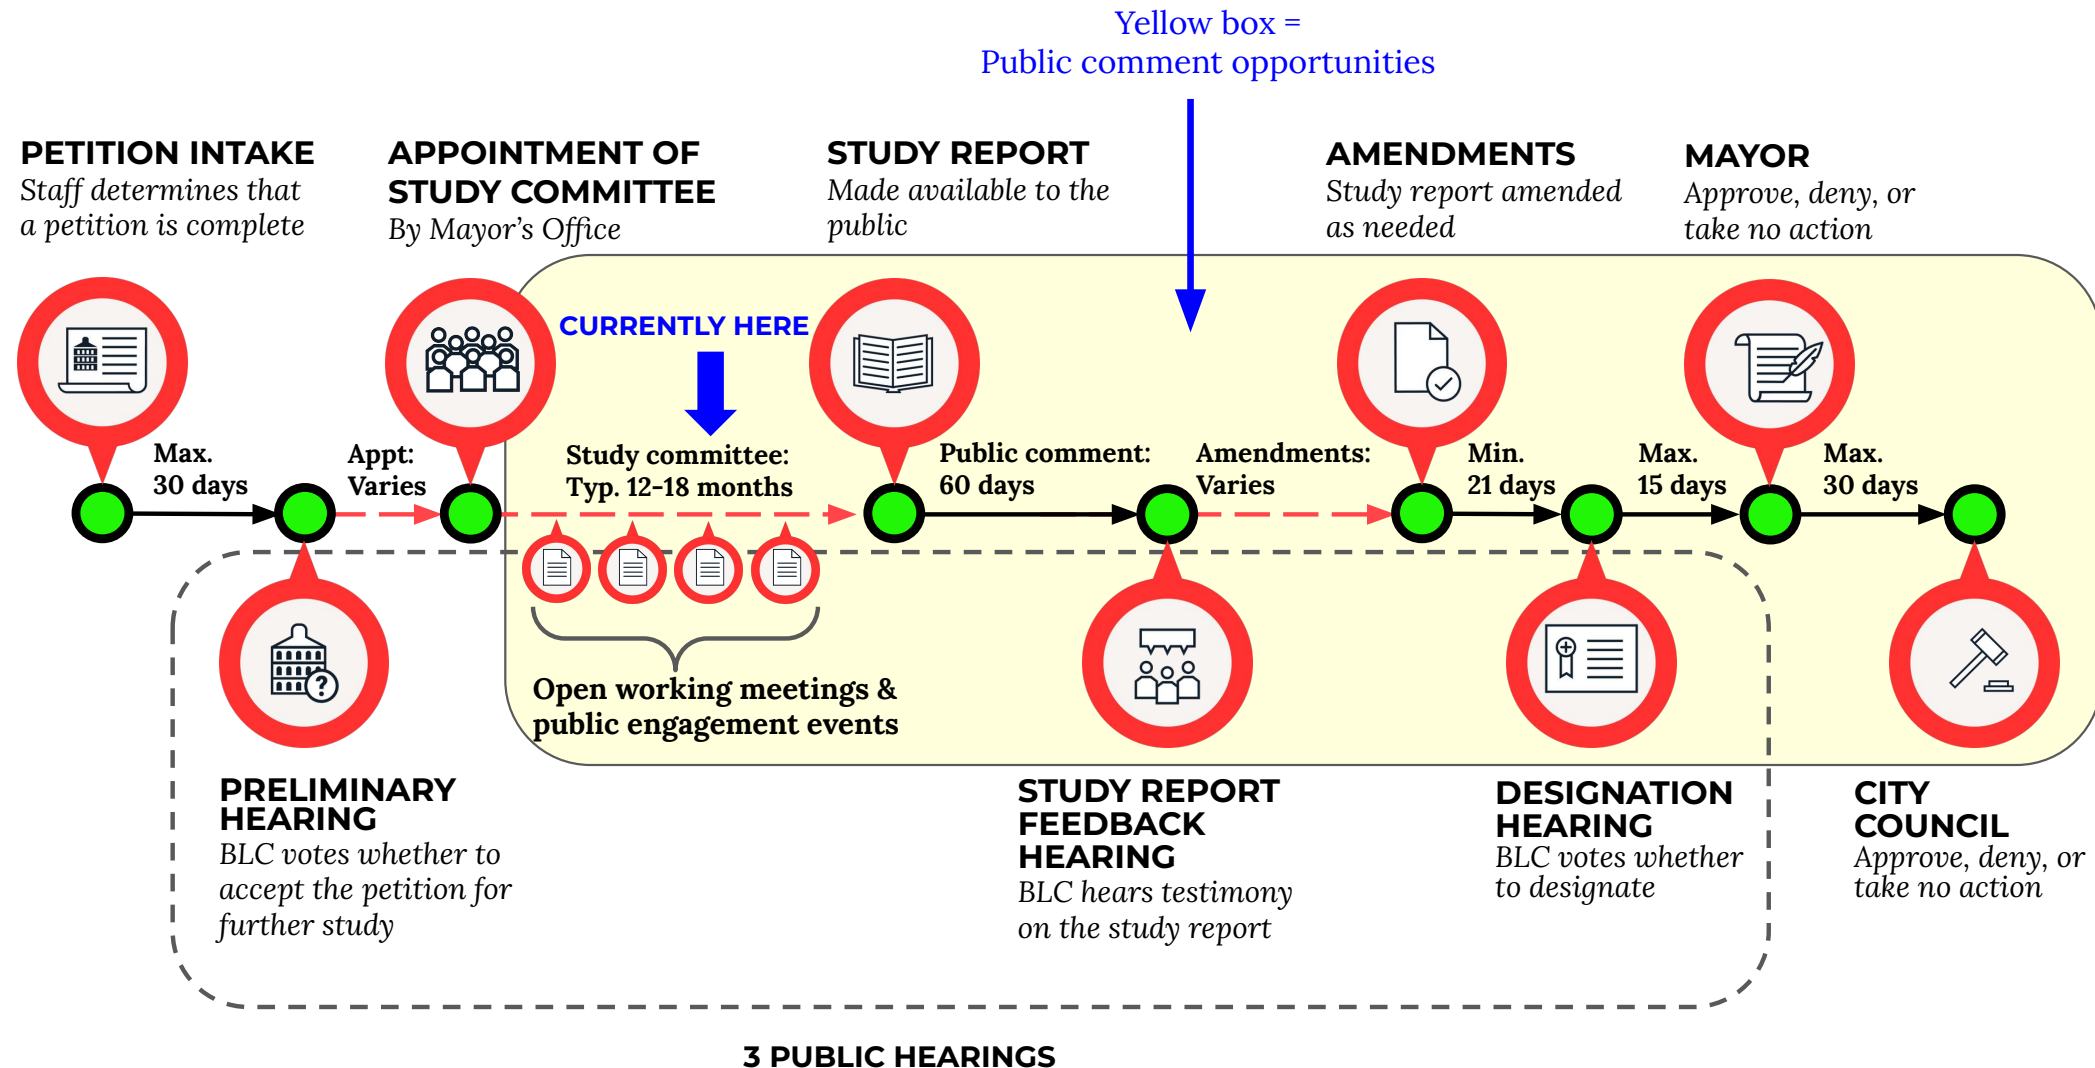 Yellow box =
Public comment opportunities
PETITION INTAKE
Staff determines that
a petition is complete
APPOINTMENT OF
STUDY COMMITTEE
By Mayor's Office
STUDY REPORT
Made available to the
public
AMENDMENTS
Study report amended
as needed
MAYOR
Approve, deny, or
take no action
CURRENTLY HERE
Max.
30 days
Appt:
Varies
Study committee:
Typ. 12-18 months
Public comment:
60 days
Amendments:
Varies
Min.
21 days
Max.
15 days
Max.
30 days
?
Open working meetings &
public engagement events
PRELIMINARY
HEARING
BLC votes whether to
accept the petition for
further study
STUDY REPORT
FEEDBACK
HEARING
BLC hears testimony
on the study report
DESIGNATION
HEARING
BLC votes whether
to designate
CITY
COUNCIL
Approve, deny, or
take no action
3 PUBLIC HEARINGS